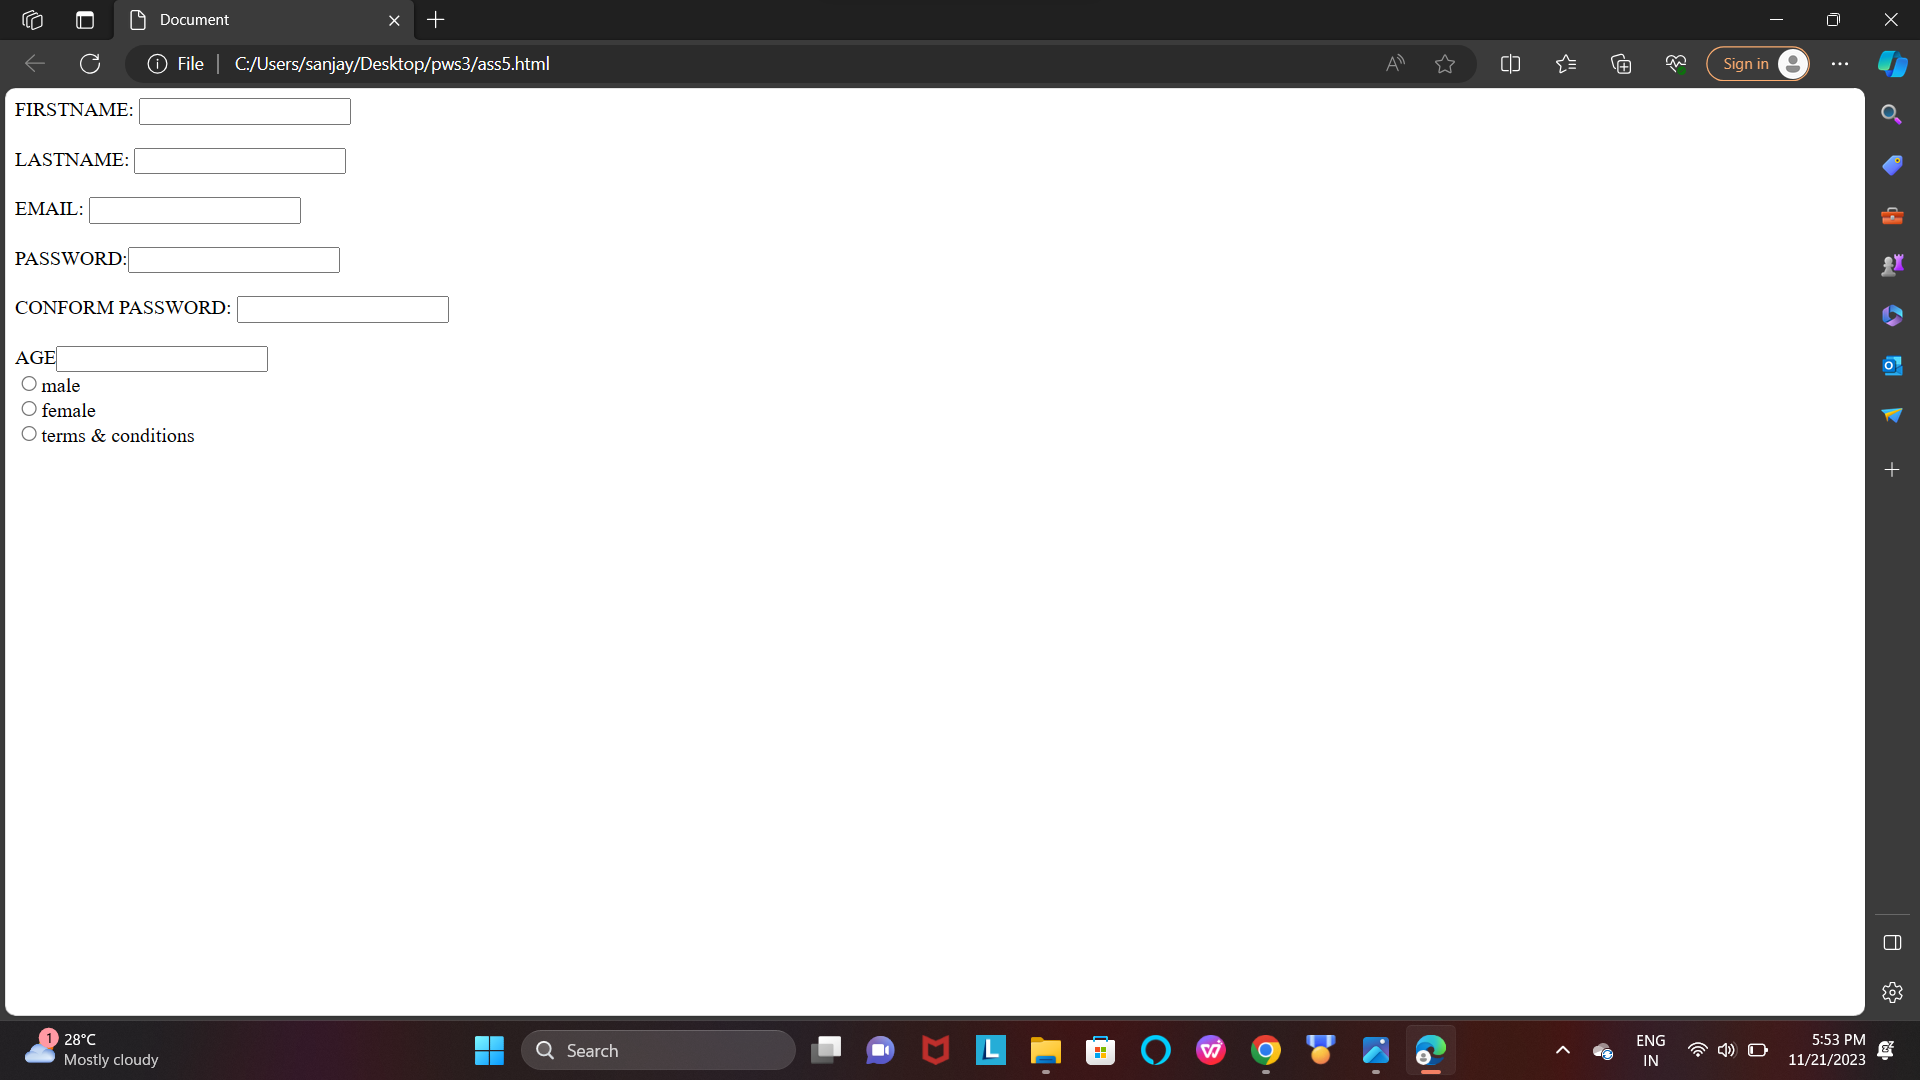 Document
File
C:/Users/sanjay/Desktop/pws3/ass5.html
Sign in
FIRSTNAME:
LASTNAME:
EMAIL:
PASSWORD:
CONFORM PASSWORD:
AGE
male
female
terms & conditions
1
28°C
Mostly cloudy
Search
ENG
IN
5:53 PM
11/21/2023